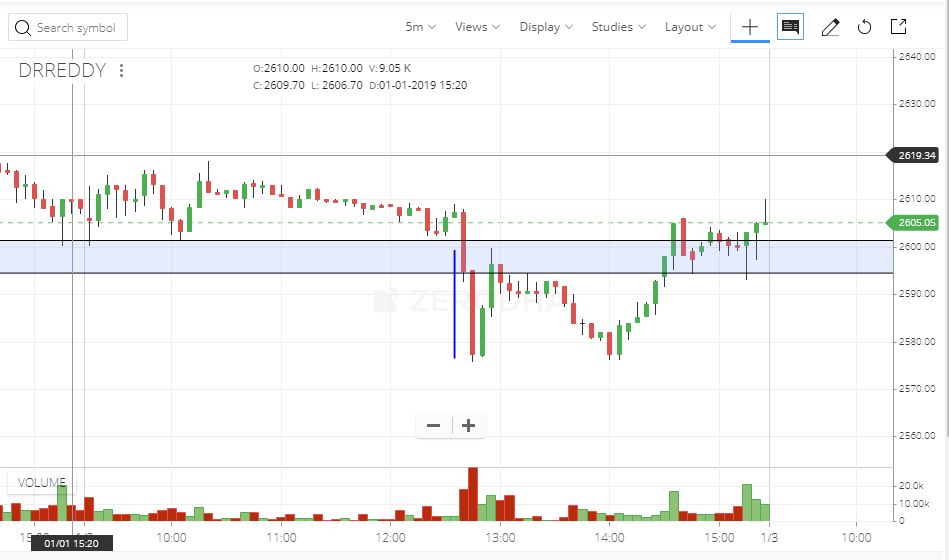 Search symbol 5m Views Display Studies Layout
DRREDDY
O:2610.00 H:2610.00 V:9.05 K
C:2609.70 L: 2606.70 D:01-01-2019 15:20
2640.00
2630.00
2619.34
2610.00
2605.05
2600.00
2590.00
ZERODHA
2580.00
2570.00
2560.00
VOLUME
20.0k
10.00k
0
10:00 11:00 12:00 13:00 14:00 15:00 1/3 10:00
01/01 15:20